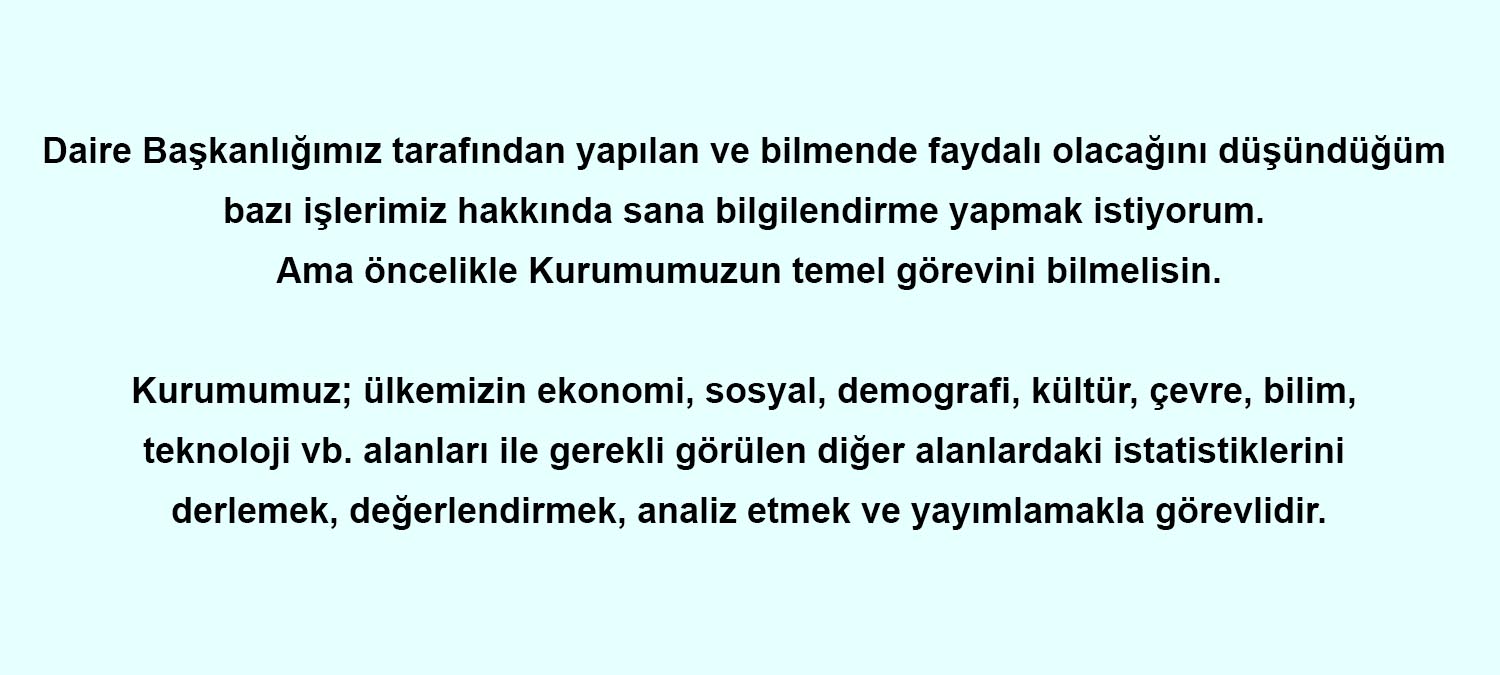 Daire Başkanlığımız tarafından yapılan ve bilmende faydalı olacağını düşündüğüm
bazı işlerimiz hakkında sana bilgilendirme yapmak istiyorum.
Ama öncelikle Kurumumuzun temel görevini bilmelisin.
Kurumumuz; ülkemizin ekonomi, sosyal, demografi, kültür, çevre, bilim,
teknoloji vb. alanları ile gerekli görülen diğer alanlardaki istatistiklerini
derlemek, değerlendirmek, analiz etmek ve yayımlamakla görevlidir.